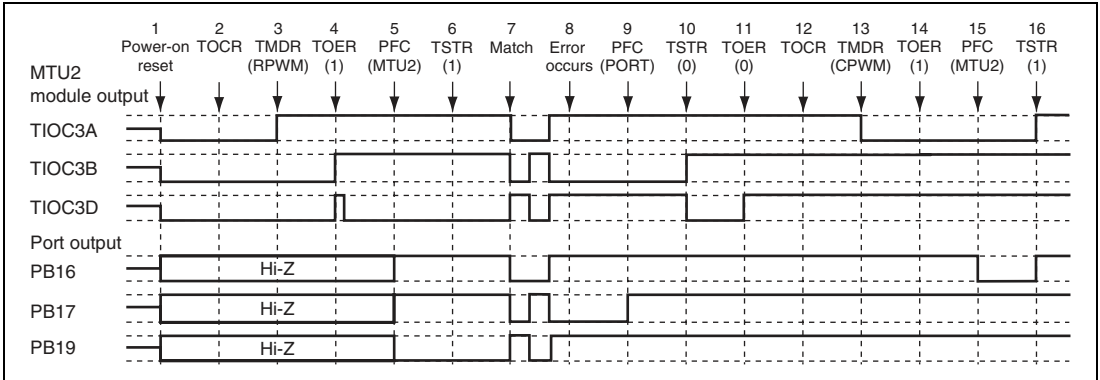 1 2 3 4 5 6 7 8 9 10 11 12 13 14 15 16
Power-on TOCR TMDR TOER PFC TSTR Match Error PFC TSTR TOER TOCR TMDR TOER PFC TSTR
reset (RPWM) (1) (MTU2) (1) occurs (PORT) (0) (0) (CPWM) (1) (MTU2) (1)
MTU2
module output
TIOC3A
TIOC3B
TIOC3D
Port output
PB16 Hi-Z
PB17 Hi-Z
PB19 Hi-Z